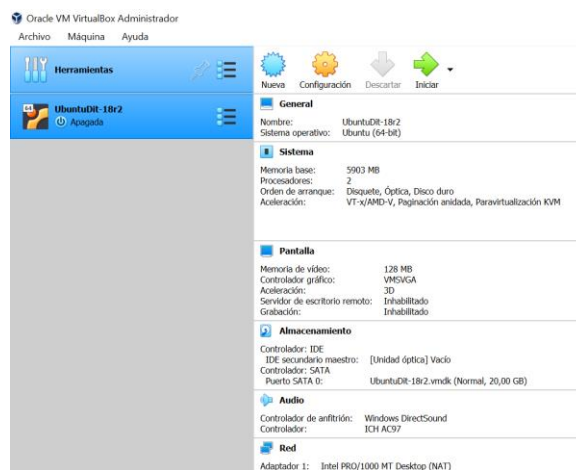 Oracle VM VirtualBox Administrador
Archivo Máquina Ayuda
Herramientas
Nueva Configuración Descartar Iniciar
64
UbuntuDit-18r2
Apagada
General
Nombre: UbuntuDit-18r2
Sistema operativo: Ubuntu (64-bit)
Sistema
Memoria base: 5903 MB
Procesadores: 2
Orden de arranque: Disquete, Óptica, Disco duro
Aceleración: VT-x/AMD-V, Paginación anidada, Paravirtualización KVM
Pantalla
Memoria de vídeo: 128 MB
Controlador gráfico: VMSVGA
Aceleración: 3D
Servidor de escritorio remoto: Inhabilitado
Grabación: Inhabilitado
Almacenamiento
Controlador: IDE
IDE secundario maestro: [Unidad óptica] Vacío
Controlador: SATA
Puerto SATA 0: UbuntuDit-18r2.vmdk (Normal, 20,00 GB)
Audio
Controlador de anfitrión: Windows DirectSound
Controlador: ICH AC97
Red
Adaptador 1: Intel PRO/1000 MT Desktop (NAT)